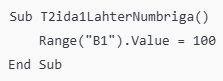 Sub T2ida1LahterNumbriga()
    Range("B1").Value = 100
End Sub